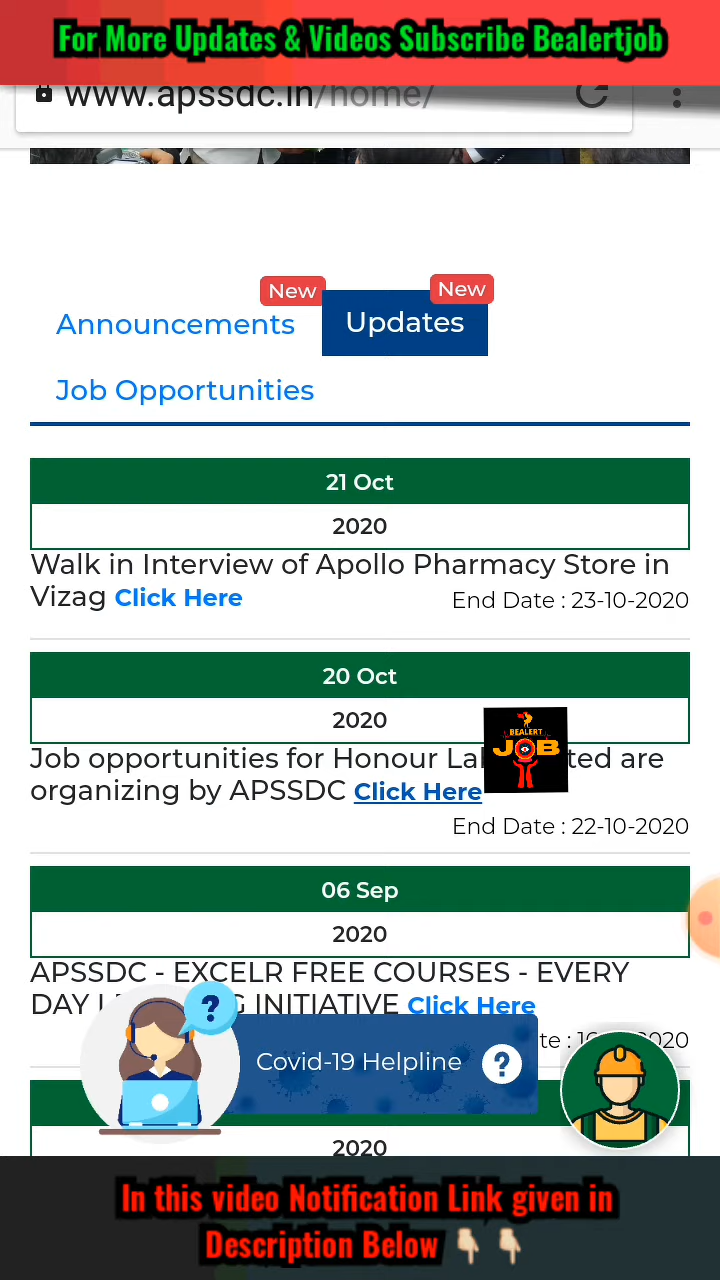 For More Updates & Videos Subscribe Bealertjob
www.apssdc.in/home/
New
New
Announcements
Updates
Job Opportunities
21 Oct
2020
Walk in Interview of Apollo Pharmacy Store in
Vizag Click Here
End Date : 23-10-2020
20 Oct
2020
BEALERT
JOB
Job opportunities for Honour ted are
organizing by APSSDC Click Here
End Date : 22-10-2020
06 Sep
2020
APSSDC - EXCELR FREE COURSES - EVERY
DAY INITIATIVE Click Here
Covid-19 Helpline ?
?
2020
In this video Notification Link given in
Description Below 👇🏻 👇🏻